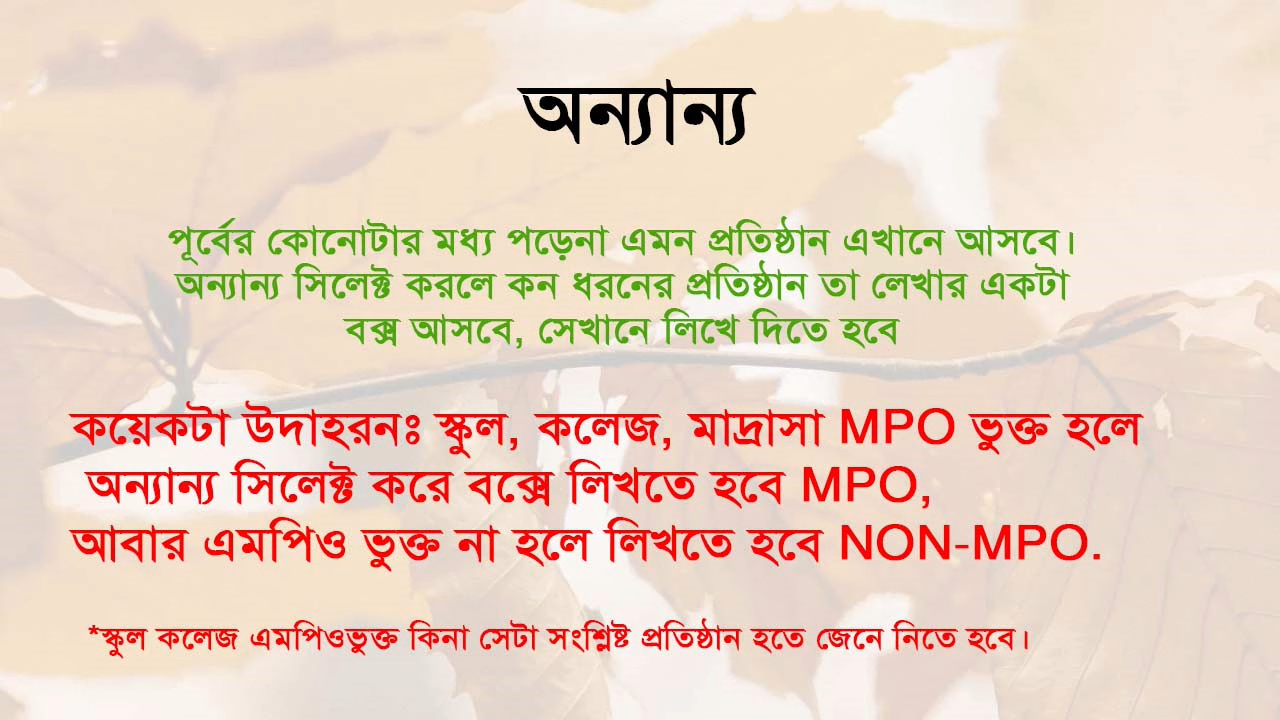 অন্যান্য
পূর্বের কোনোটার মধ্য পড়েনা এমন প্রতিষ্ঠান এখানে আসবে।
অন্যান্য সিলেক্ট করলে কন ধরনের প্রতিষ্ঠান তা লেখার একটা
বক্স আসবে, সেখানে লিখে দিতে হবে
কয়েকটা উদাহরনঃ স্কুল, কলেজ, মাদ্রাসা MPO ভুক্ত হলে
অন্যান্য সিলেক্ট করে বক্সে লিখতে হবে MPO,
আবার এমপিও ভুক্ত না হলে লিখতে হবে NON-MPO.
*স্কুল কলেজ এমপিওভুক্ত কিনা সেটা সংশ্লিষ্ট প্রতিষ্ঠান হতে জেনে নিতে হবে।